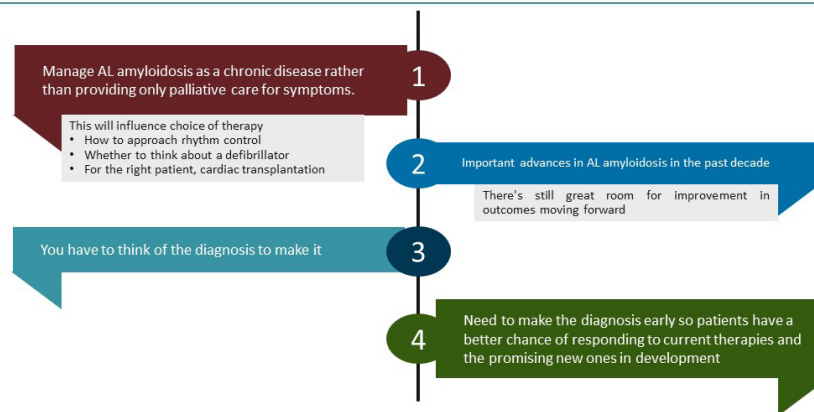 1
Manage AL amyloidosis as a chronic disease rather
than providing only palliative care for symptoms.
This will influence choice of therapy
• How to approach rhythm control
• Whether to think about a defibrillator
• For the right patient, cardiac transplantation
2
Important advances in AL amyloidosis in the past decade
There's still great room for improvement in
outcomes moving forward
3
You have to think of the diagnosis to make it
4
Need to make the diagnosis early so patients have a
better chance of responding to current therapies and
the promising new ones in development